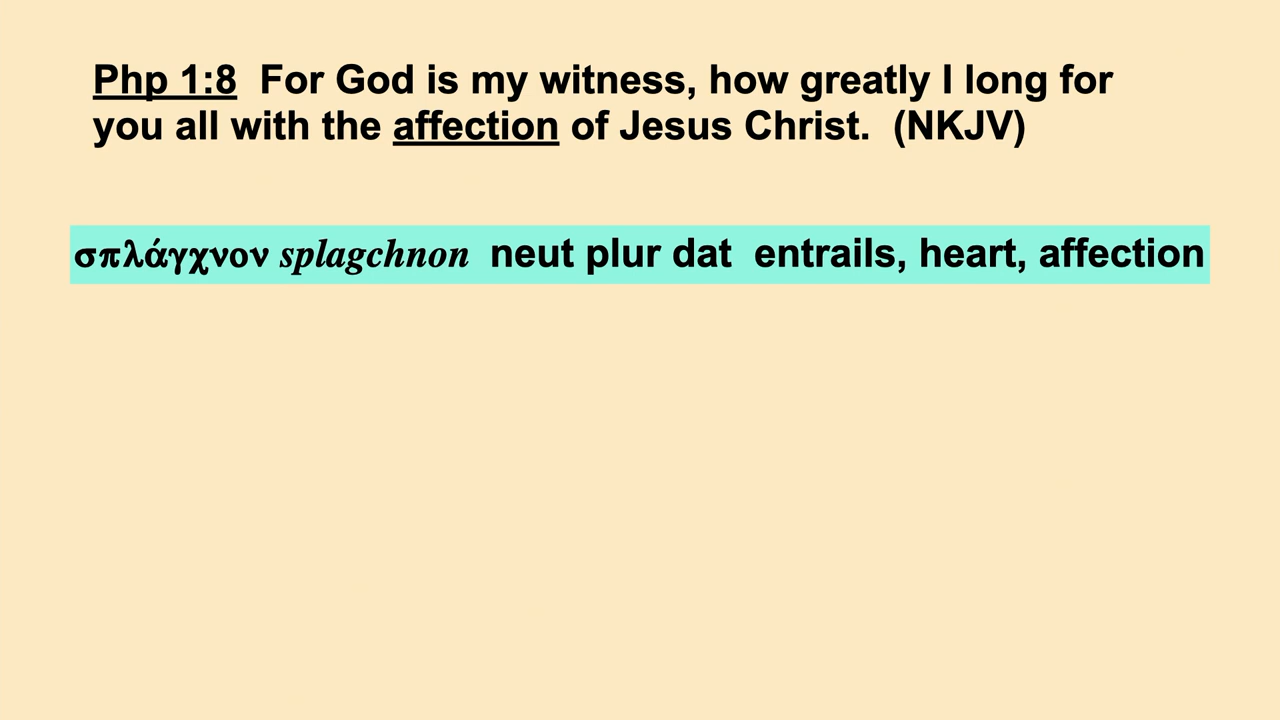 Php 1:8  For God is my witness, how greatly I long for
you all with the affection of Jesus Christ.  (NKJV)
σπλάγχνον splagchnon  neut plur dat  entrails, heart, affection